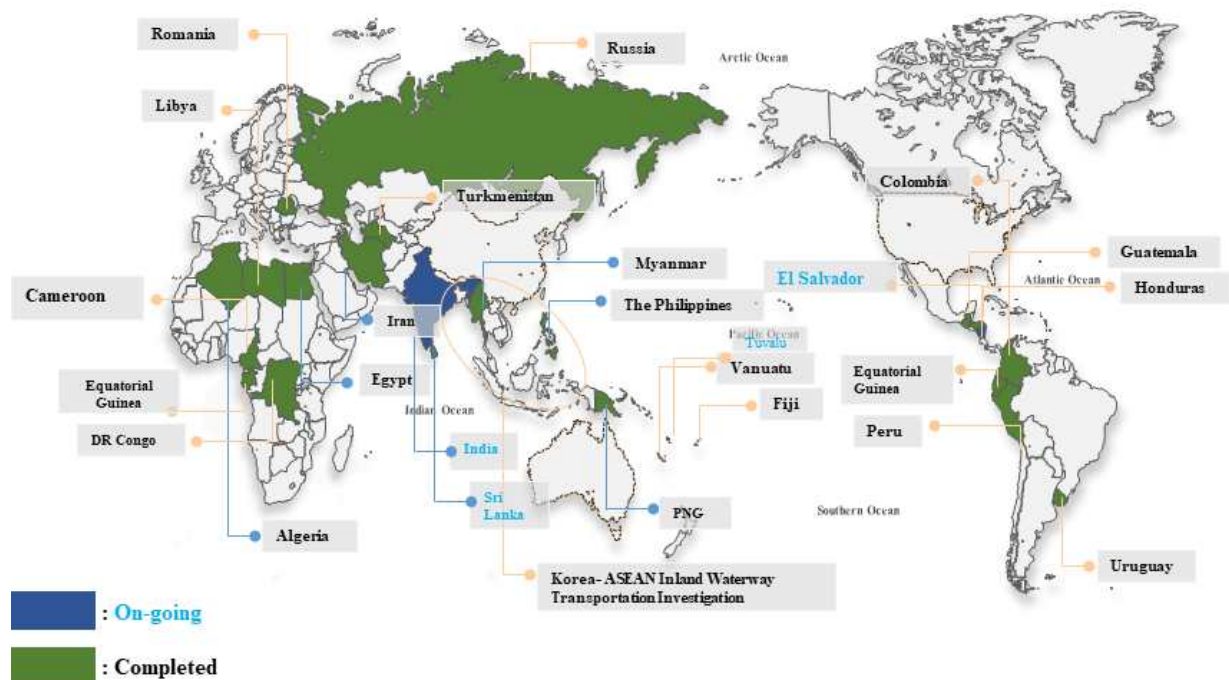 Romania
Russia
Arctic Ocean
Libya
Colombia
Turkmenistan
Guatemala
Myanmar
El Salvador
Atlantic Ocean
Cameroon
Honduras
The Philippines
Iran
Pacific Ocean
Tuvalu
Vanuatu
Equatorial
Guinea
Egypt
Equatorial
Guinea
Indian Ocean
Fiji
Peru
DR Congo
India
Sri
Lanka
PNG
Southern Ocean
Algeria
Uruguay
Korea- ASEAN Inland Waterway
Transportation Investigation
: On-going
: Completed